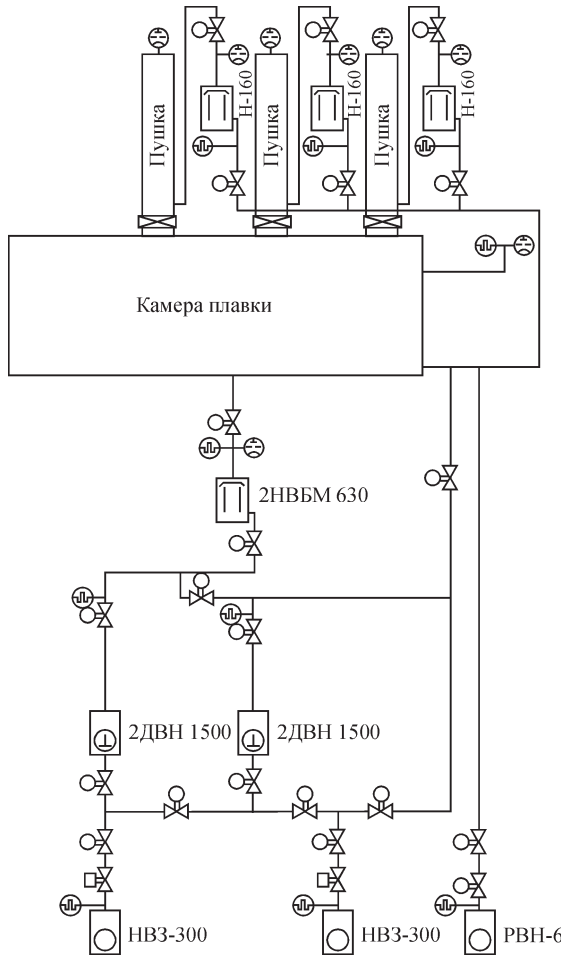 Пушка
Н-160
Пушка
Н-160
Пушка
Н-160
Камера плавки
2НВБМ 630
2ДВН 1500
2ДВН 1500
НВЗ-300
НВЗ-300
РВН-6